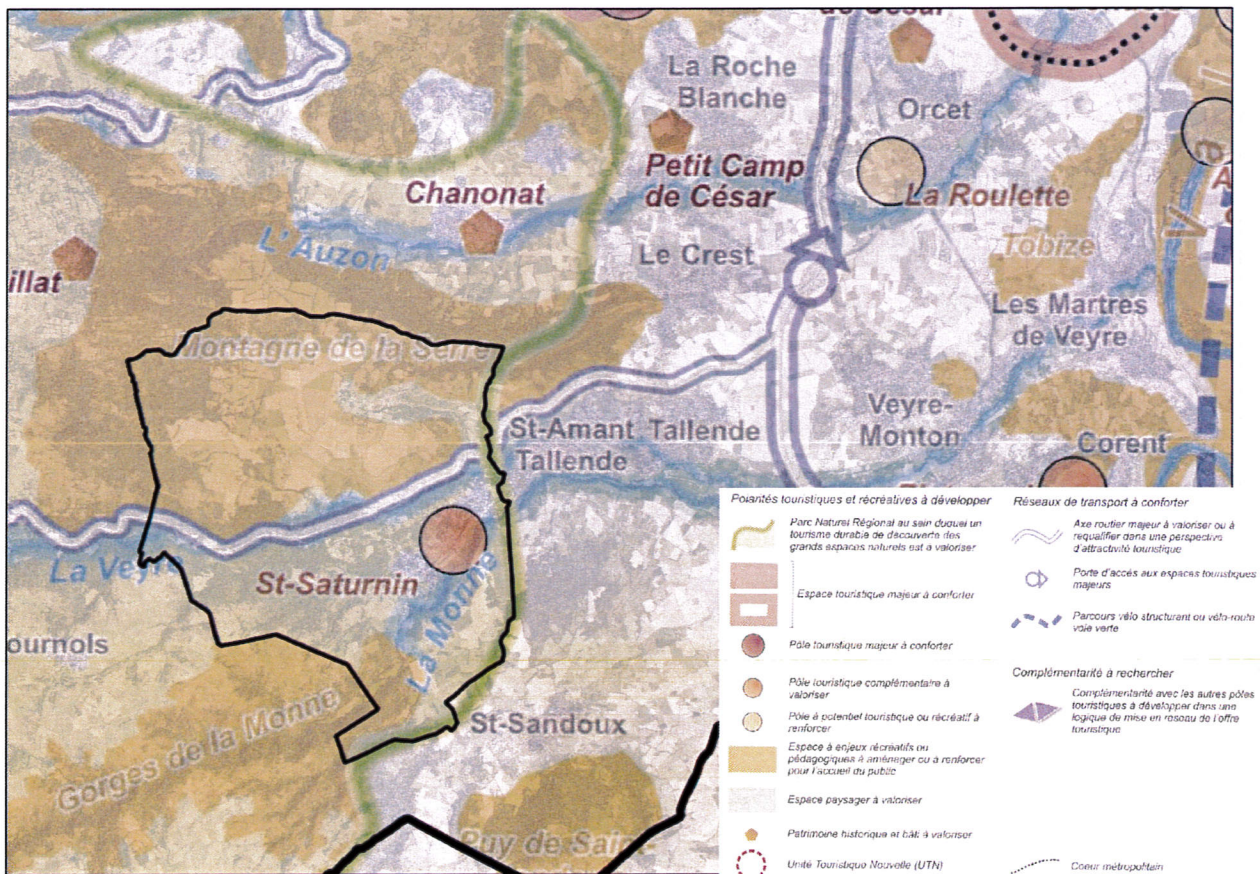 de César
La Roche
Blanche
Orcet
Petit Camp
de César
La Roulette
Chanonat
L'Auzon
Le Crest
Tobize
illat
Les Martres
de Veyre
Montagne de la Serre
St-Amant Tallende
Tallende
Veyre-
Monton
Corent
La Veyre
St-Saturnin
La Monne
ournols
St-Sandoux
Gorges de la Monne
Puy de Saint-
Polarités touristiques et récréatives à développer
Parc Naturel Régional au sein duquel un
tourisme durable de découverte des
grands espaces naturels est à valoriser
Espace touristique majeur à conforter
Pôle touristique majeur à conforter
Pôle touristique complémentaire à
valoriser
Pôle à potentiel touristique ou récréatif à
renforcer
Espace à enjeux récréatifs ou
pédagogiques à aménager ou à renforcer
pour l'accueil du public
Espace paysager à valoriser
Patrimoine historique et bâti à valoriser
Unité Touristique Nouvelle (UTN)
Réseaux de transport à conforter
Axe routier majeur à valoriser ou à
requalifier dans une perspective
d'attractivité touristique
Porte d'accès aux espaces touristiques
majeurs
Parcours vélo structurant ou vélo-route
voie verte
Complémentarité à rechercher
Complémentarité avec les autres pôles
touristiques à développer dans une
logique de mise en réseau de l'offre
touristique
Coeur métropolitain